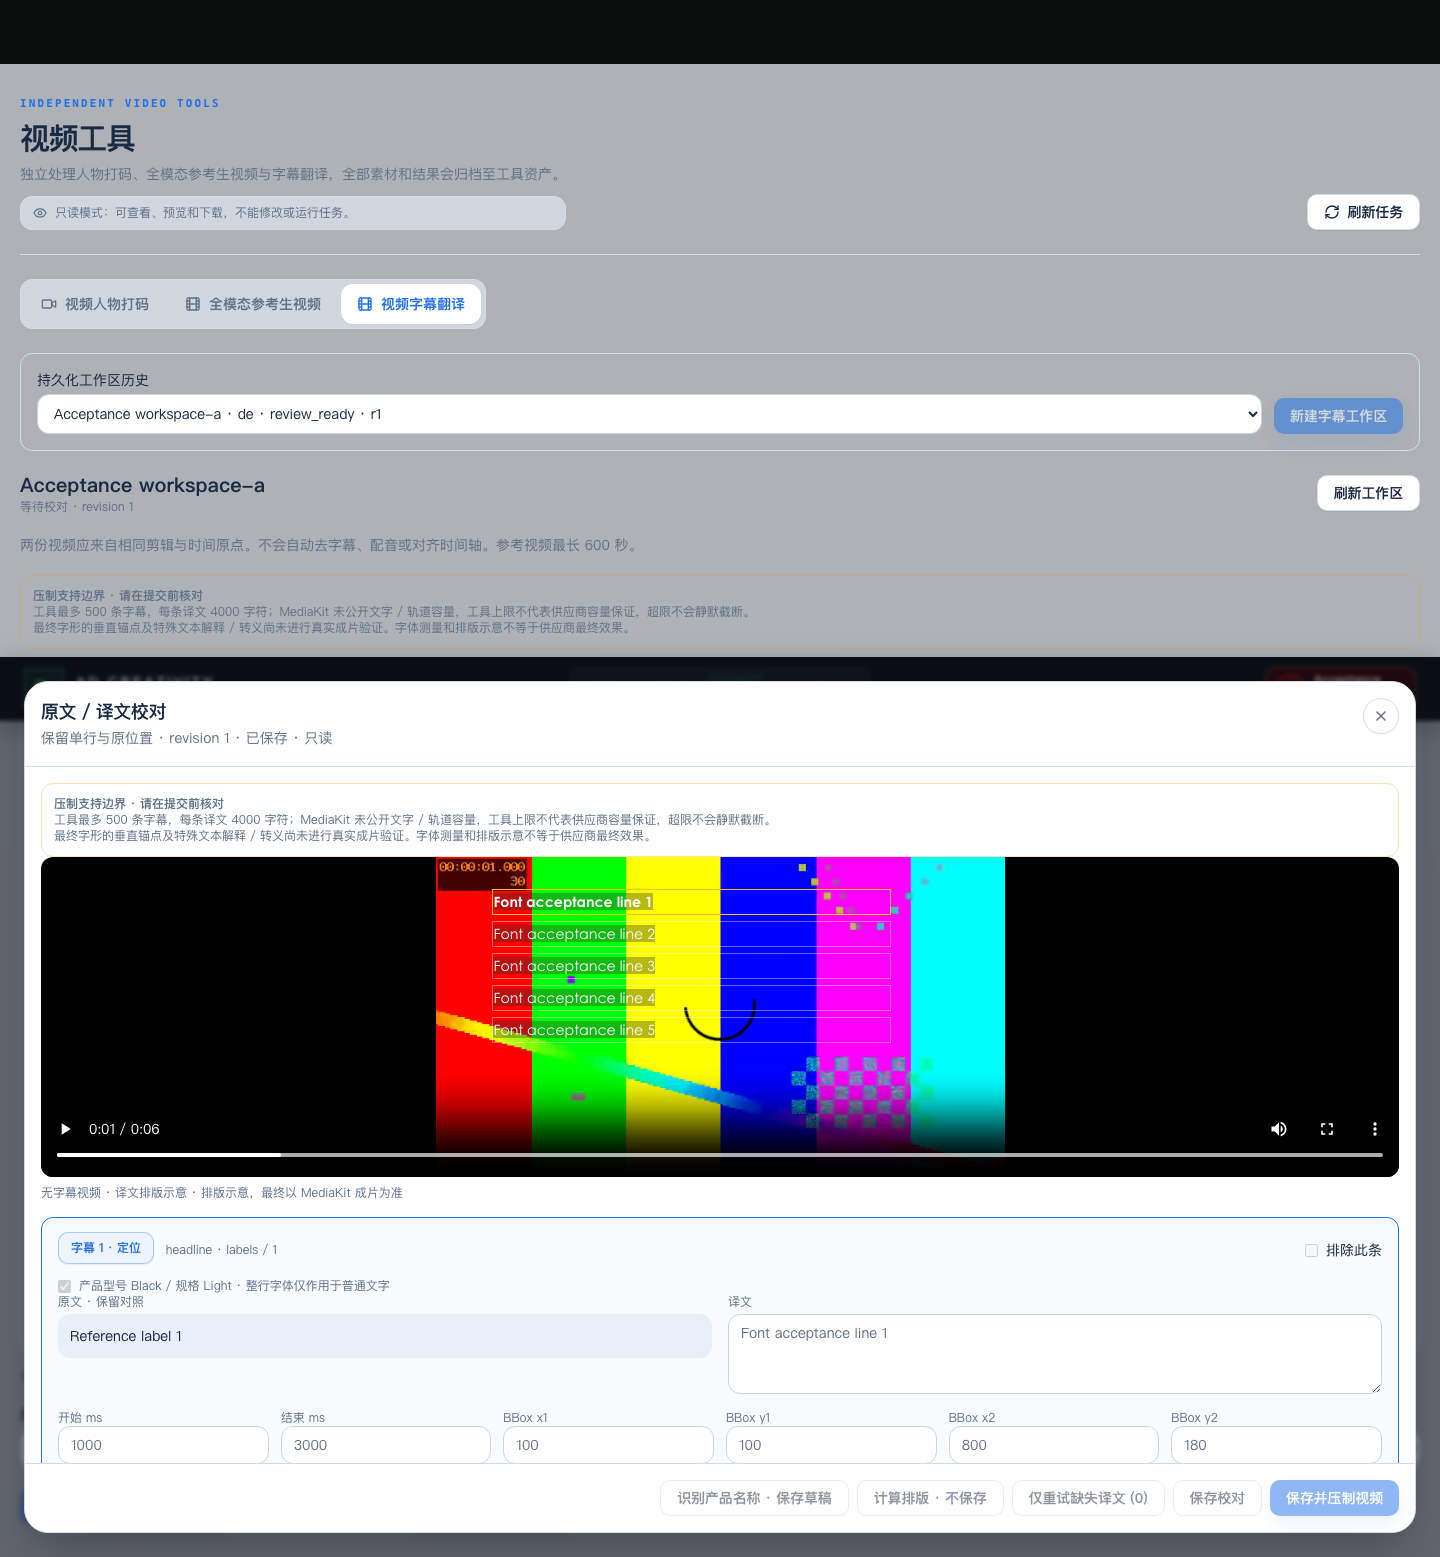 INDEPENDENT VIDEO TOOLS
视频工具
独立处理人物打码、全模态参考生视频与字幕翻译，全部素材和结果会归档至工具资产。
只读模式：可查看、预览和下载，不能修改或运行任务。
刷新任务
视频人物打码
全模态参考生视频
视频字幕翻译
持久化工作区历史
Acceptance workspace-a · de · review_ready · r1
新建字幕工作区
Acceptance workspace-a
等待校对 · revision 1
刷新工作区
两份视频应来自相同剪辑与时间原点。不会自动去字幕、配音或对齐时间轴。参考视频最长 600 秒。
压制支持边界 · 请在提交前核对
工具最多 500 条字幕，每条译文 4000 字符；MediaKit 未公开文字 / 轨道容量，工具上限不代表供应商容量保证，超限不会静默截断。
最终字形的垂直锚点及特殊文本解释 / 转义尚未进行真实成片验证。字体测量和排版示意不等于供应商最终效果。
原文 / 译文校对
保留单行与原位置 · revision 1 · 已保存 · 只读
压制支持边界 · 请在提交前核对
工具最多 500 条字幕，每条译文 4000 字符；MediaKit 未公开文字 / 轨道容量，工具上限不代表供应商容量保证，超限不会静默截断。
最终字形的垂直锚点及特殊文本解释 / 转义尚未进行真实成片验证。字体测量和排版示意不等于供应商最终效果。
00:00:01.000
30
Font acceptance line 1
Font acceptance line 2
Font acceptance line 3
Font acceptance line 4
Font acceptance line 5
0:01 / 0:06
无字幕视频 · 译文排版示意 · 排版示意，最终以 MediaKit 成片为准
字幕 1 · 定位
headline · labels / 1
排除此条
产品型号 Black / 规格 Light · 整行字体仅作用于普通文字
原文 · 保留对照
译文
Reference label 1
Font acceptance line 1
开始 ms
结束 ms
BBox x1
BBox y1
BBox x2
BBox y2
1000
3000
100
100
800
180
识别产品名称 · 保存草稿
计算排版 · 不保存
仅重试缺失译文 (0)
保存校对
保存并压制视频